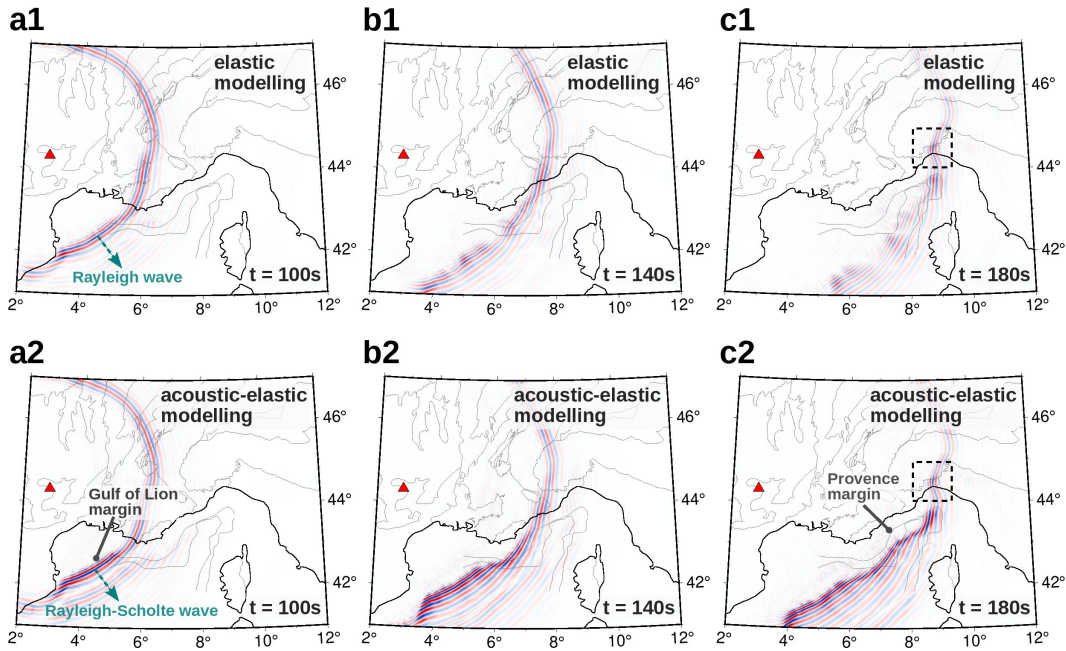 a1
b1
c1
elastic
modelling
elastic
modelling
elastic
modelling
46°
46°
46°
44°
44°
44°
42°
42°
42°
Rayleigh wave
t = 100s
t = 140s
t = 180s
2°
4°
6°
8°
10°
12°
2°
4°
6°
8°
10°
12°
2°
4°
6°
8°
10°
12°
a2
b2
c2
acoustic-elastic
modelling
acoustic-elastic
modelling
acoustic-elastic
modelling
46°
46°
46°
Gulf of Lion
margin
Provence
margin
44°
44°
44°
42°
42°
42°
Rayleigh-Scholte wave
t = 100s
t = 140s
t = 180s
2°
4°
6°
8°
10°
12°
2°
4°
6°
8°
10°
12°
2°
4°
6°
8°
10°
12°